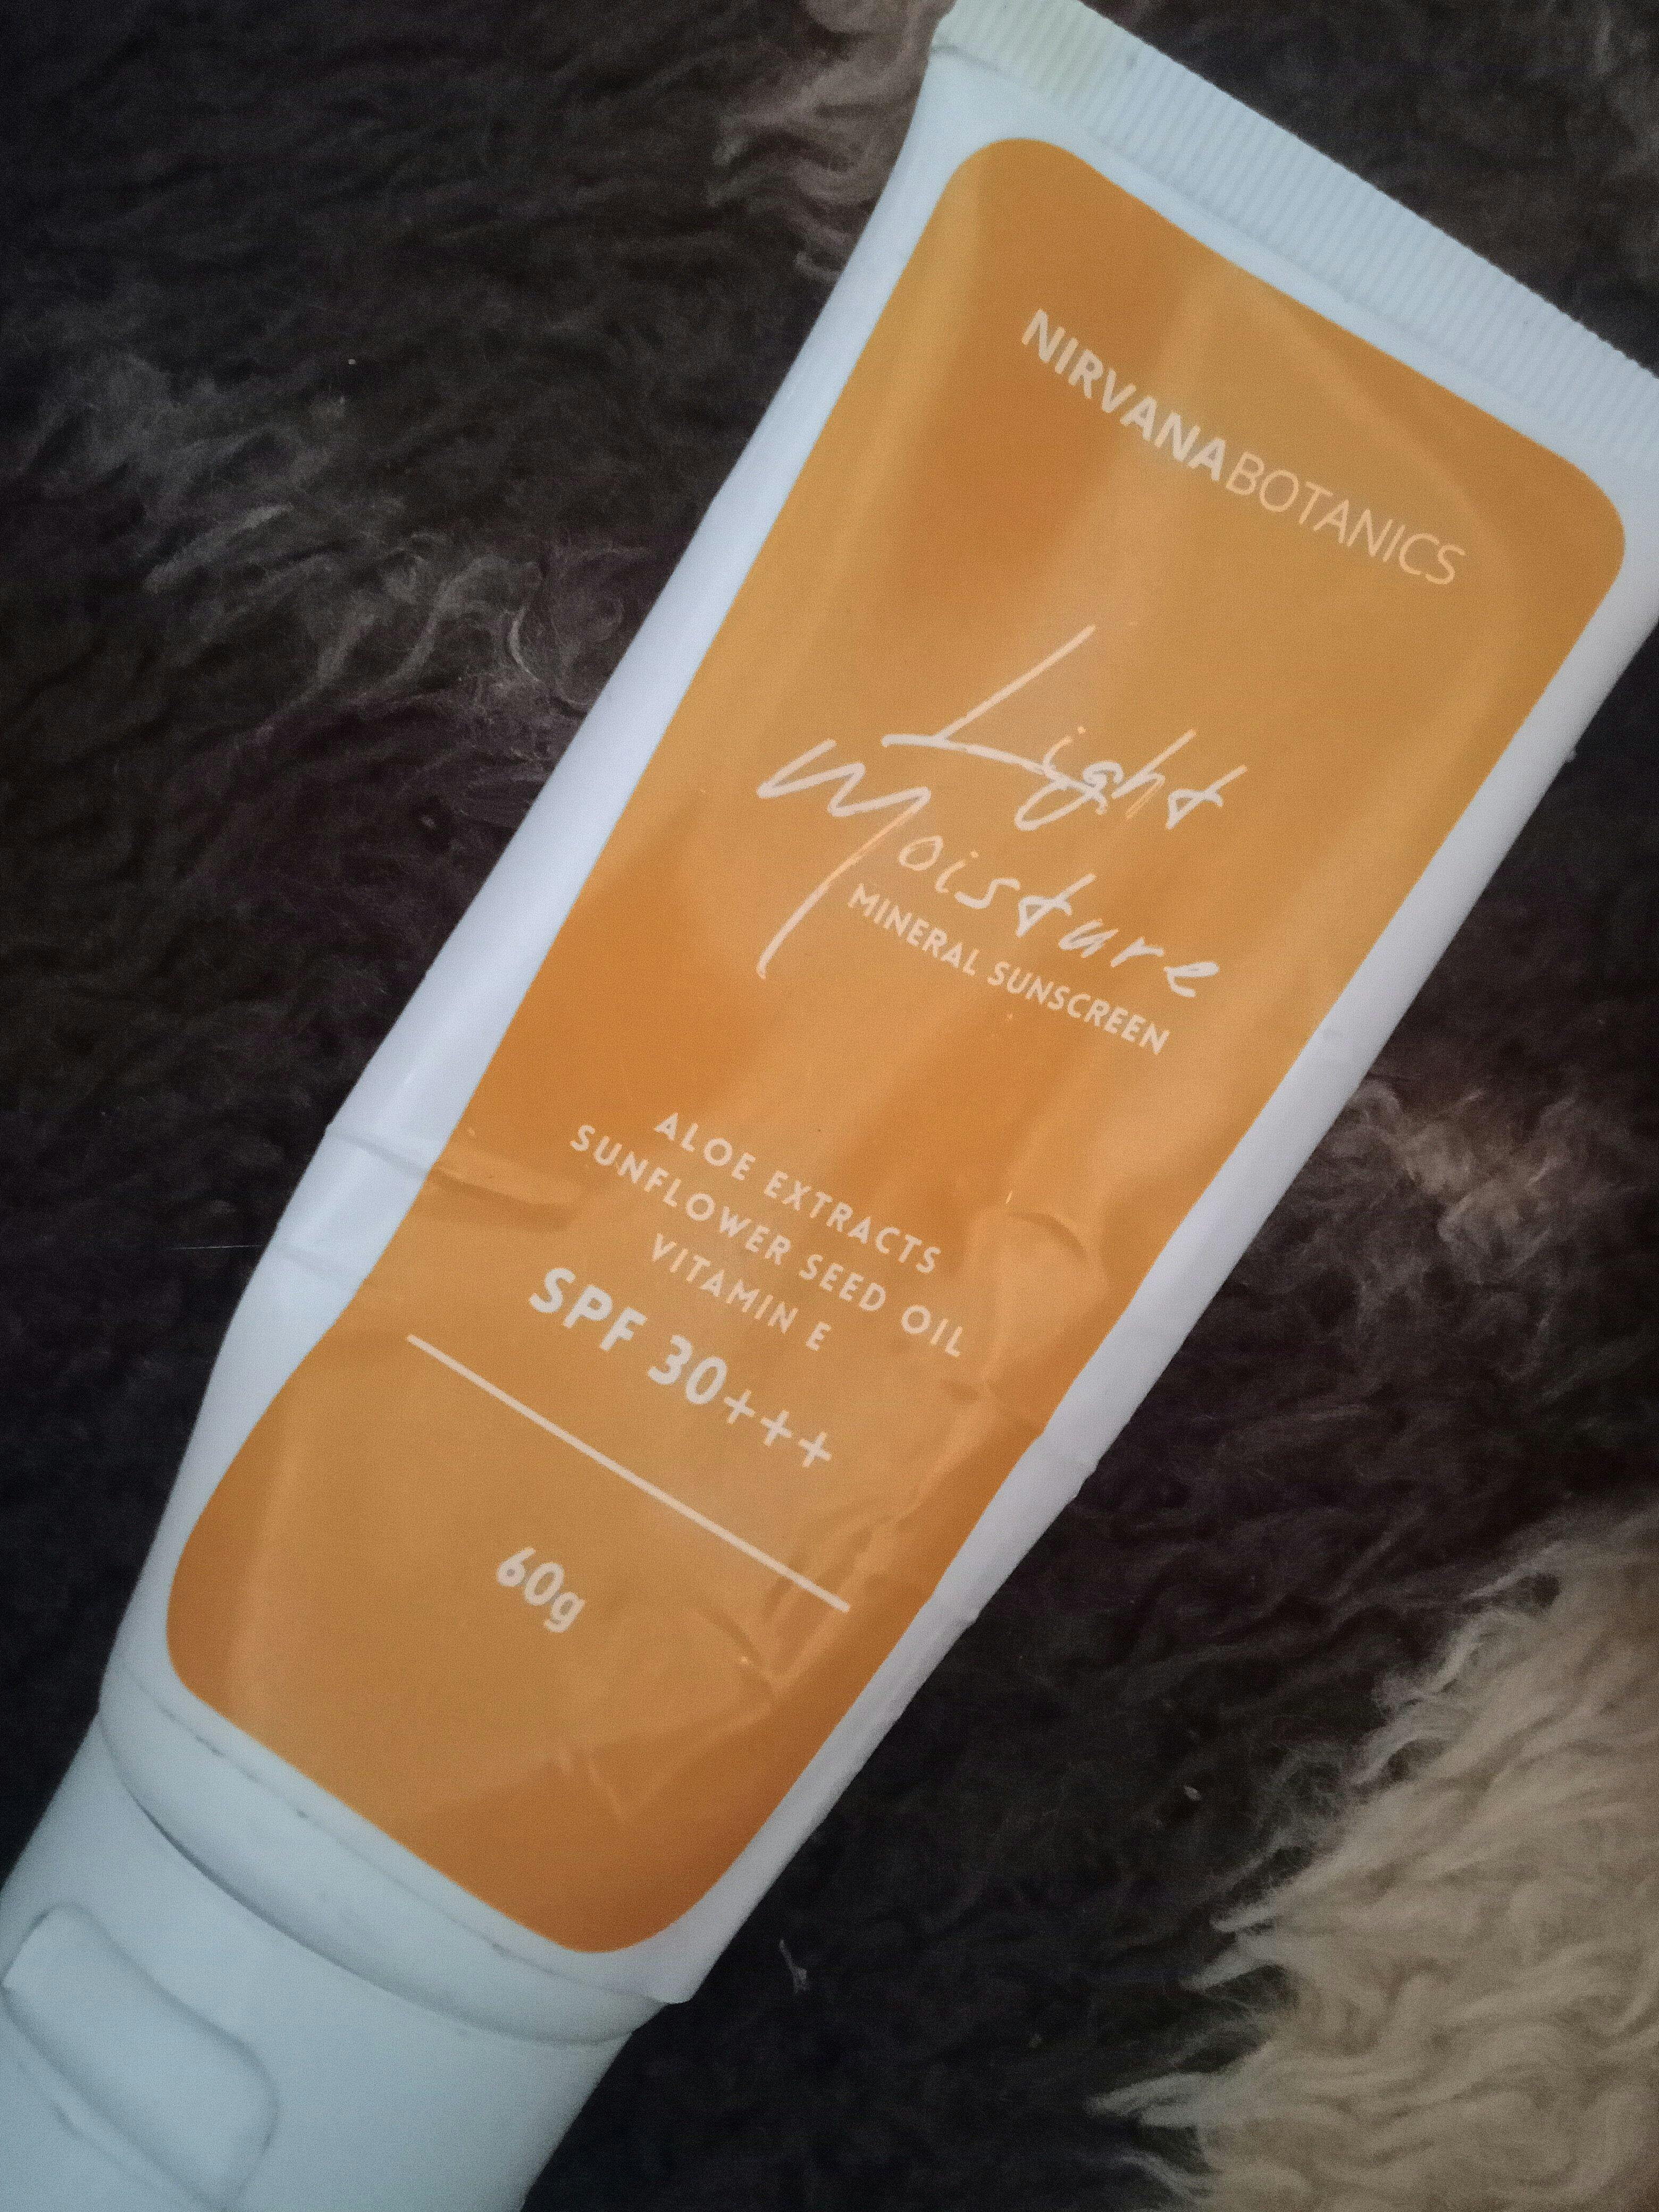 NIRVANABOTANICS
Light
Moisture
MINERAL SUNSCREEN
ALOE EXTRACTS
SUNFLOWER SEED OIL
VITAMIN E
SPF 30+++
60g